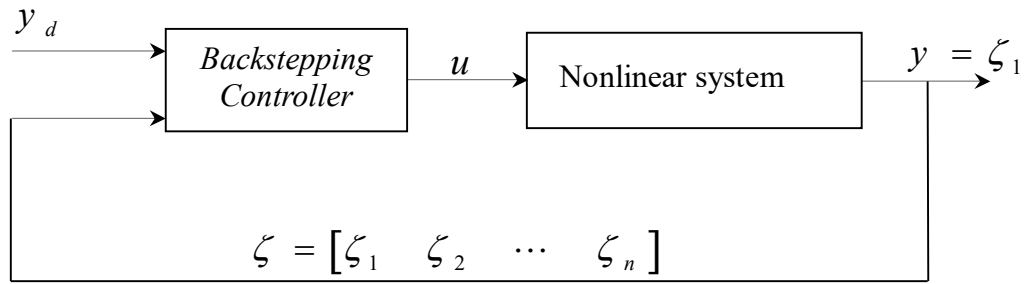 y_d
Backstepping
Controller
u
Nonlinear system
y = ζ_1
ζ = [ζ_1 ζ_2 ⋯ ζ_n]